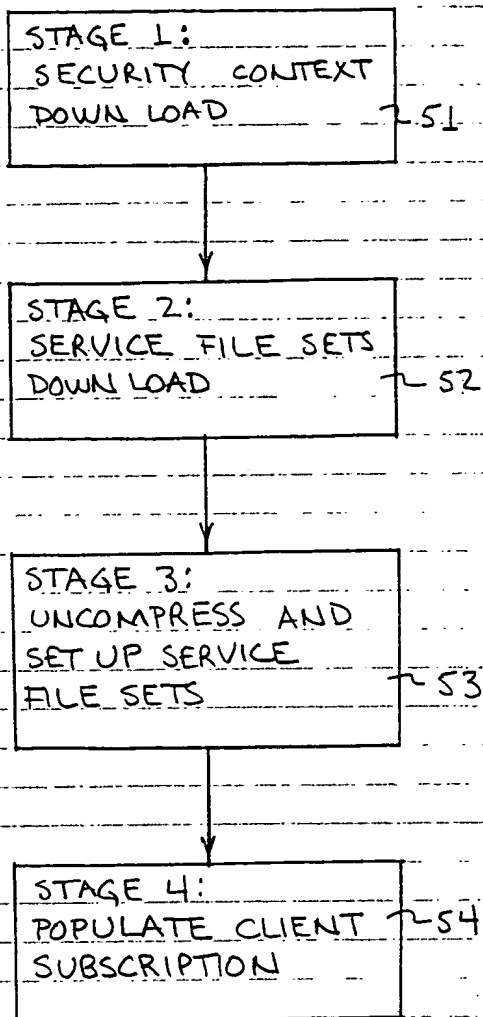 STAGE 1:
SECURITY CONTEXT
DOWN LOAD
51
STAGE 2:
SERVICE FILE SETS
DOWN LOAD
52
STAGE 3:
UNCOMPRESS AND
SET UP SERVICE
FILE SETS
53
STAGE 4:
POPULATE CLIENT
54
SUBSCRIPTION